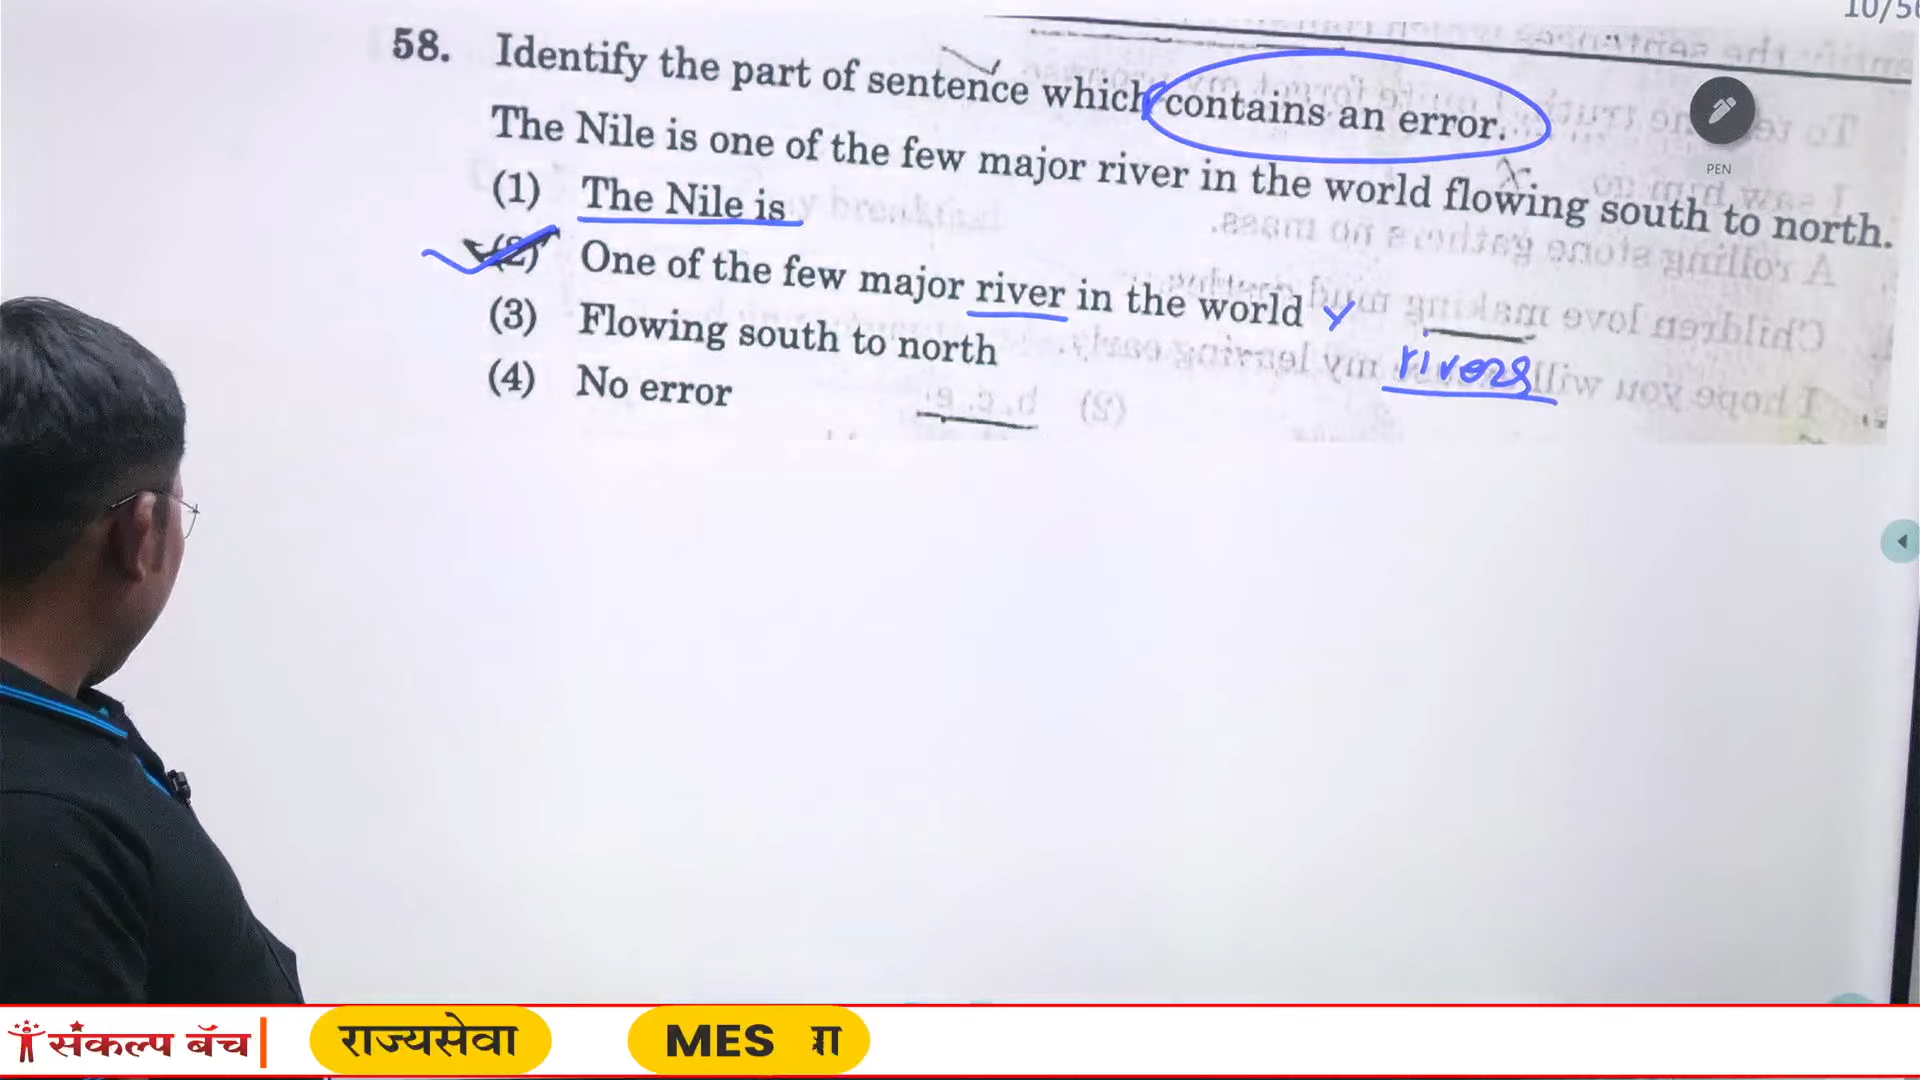 10/56
58. Identify the part of sentence which contains an error.
The Nile is one of the few major river in the world flowing south to north.
(1) The Nile is
(2) One of the few major river in the world
rivers
(3) Flowing south to north
(4) No error
PEN
संकल्प बॅच
राज्यसेवा
MES